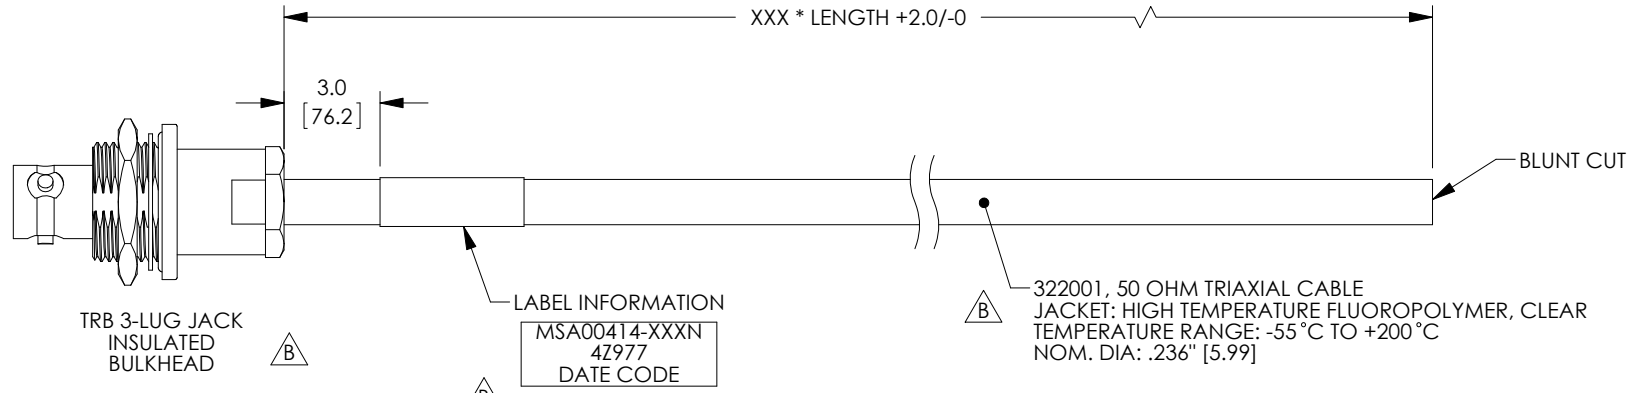 XXX * LENGTH +2.0/-0
3.0
[76.2]
BLUNT CUT
LABEL INFORMATION
MSA00414-XXXN
4Z977
DATE CODE
322001, 50 OHM TRIAXIAL CABLE
JACKET: HIGH TEMPERATURE FLUOROPOLYMER, CLEAR
TEMPERATURE RANGE: -55°C TO +200°C
NOM. DIA: .236" [5.99]
B
TRB 3-LUG JACK
INSULATED
BULKHEAD
B